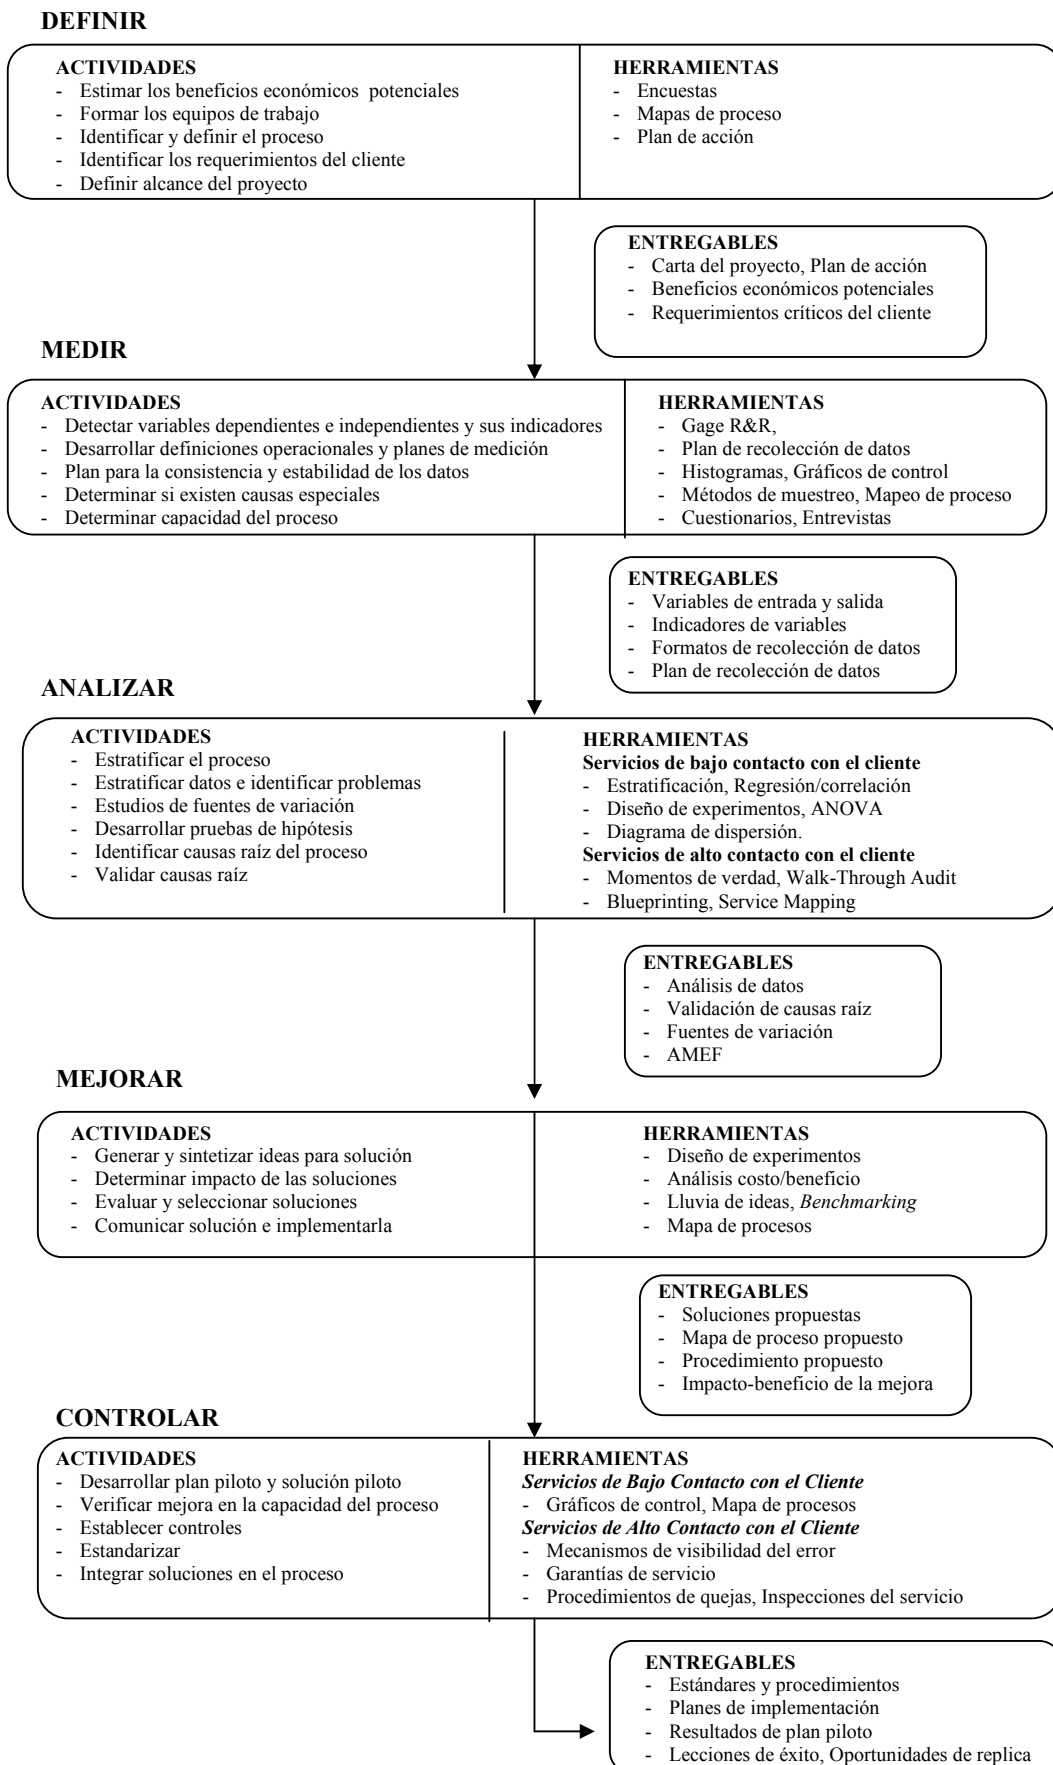 DEFINIR
ACTIVIDADES
- Estimar los beneficios económicos  potenciales
- Formar los equipos de trabajo
- Identificar y definir el proceso
- Identificar los requerimientos del cliente
- Definir alcance del proyecto
HERRAMIENTAS
- Encuestas
- Mapas de proceso
- Plan de acción
ENTREGABLES
- Carta del proyecto, Plan de acción
- Beneficios económicos potenciales
- Requerimientos críticos del cliente
MEDIR
ACTIVIDADES
- Detectar variables dependientes e independientes y sus indicadores
- Desarrollar definiciones operacionales y planes de medición
- Plan para la consistencia y estabilidad de los datos
- Determinar si existen causas especiales
- Determinar capacidad del proceso
HERRAMIENTAS
- Gage R&R,
- Plan de recolección de datos
- Histogramas, Gráficos de control
- Métodos de muestreo, Mapeo de proceso
- Cuestionarios, Entrevistas
ENTREGABLES
- Variables de entrada y salida
- Indicadores de variables
- Formatos de recolección de datos
- Plan de recolección de datos
ANALIZAR
ACTIVIDADES
- Estratificar el proceso
- Estratificar datos e identificar problemas
- Estudios de fuentes de variación
- Desarrollar pruebas de hipótesis
- Identificar causas raíz del proceso
- Validar causas raíz
HERRAMIENTAS
Servicios de bajo contacto con el cliente
- Estratificación, Regresión/correlación
- Diseño de experimentos, ANOVA
- Diagrama de dispersión.
Servicios de alto contacto con el cliente
- Momentos de verdad, Walk-Through Audit
- Blueprinting, Service Mapping
ENTREGABLES
- Análisis de datos
- Validación de causas raíz
- Fuentes de variación
- AMEF
MEJORAR
ACTIVIDADES
- Generar y sintetizar ideas para solución
- Determinar impacto de las soluciones
- Evaluar y seleccionar soluciones
- Comunicar solución e implementarla
HERRAMIENTAS
- Diseño de experimentos
- Análisis costo/beneficio
- Lluvia de ideas, Benchmarking
- Mapa de procesos
ENTREGABLES
- Soluciones propuestas
- Mapa de proceso propuesto
- Procedimiento propuesto
- Impacto-beneficio de la mejora
CONTROLAR
ACTIVIDADES
- Desarrollar plan piloto y solución piloto
- Verificar mejora en la capacidad del proceso
- Establecer controles
- Estandarizar
- Integrar soluciones en el proceso
HERRAMIENTAS
Servicios de Bajo Contacto con el Cliente
- Gráficos de control, Mapa de procesos
Servicios de Alto Contacto con el Cliente
- Mecanismos de visibilidad del error
- Garantías de servicio
- Procedimientos de quejas, Inspecciones del servicio
ENTREGABLES
- Estándares y procedimientos
- Planes de implementación
- Resultados de plan piloto
- Lecciones de éxito, Oportunidades de replica